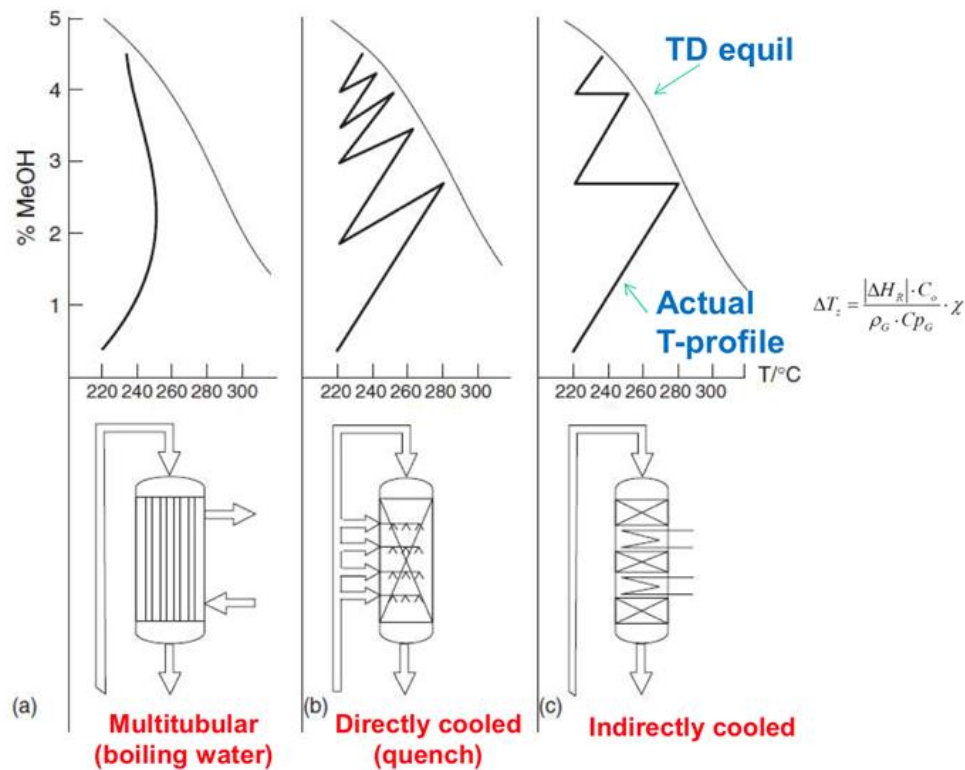 5
4
3
2
1
% MeOH
TD equil
Actual
T-profile
220 240 260 280 300
220 240 260 280 300
220 240 260 280 300
T/°C
ΔT_z = |ΔH_R| · C_o / ρ_G · Cp_G · χ
(a)
Multitubular
(boiling water)
(b)
Directly cooled
(quench)
(c)
Indirectly cooled